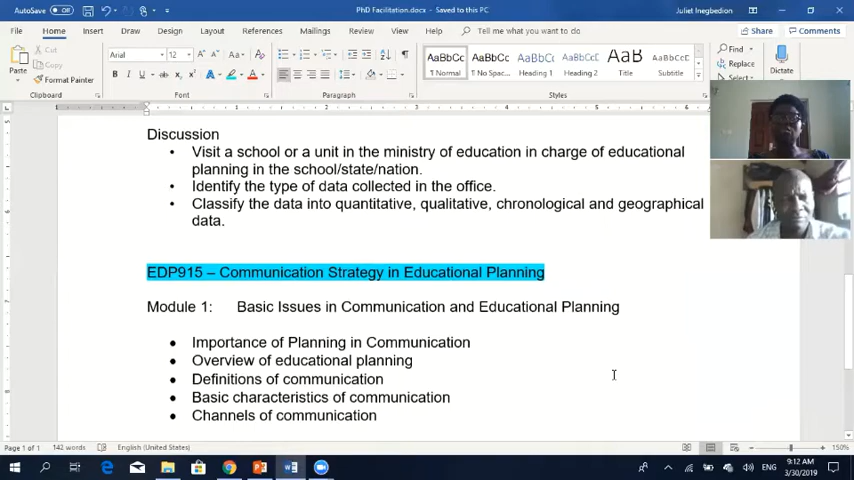 AutoSave Off PhD Facilitation.docx - Saved to this PC Juliet Inegbedion
File Home Insert Draw Design Layout References Mailings Review View Help Tell me what you want to do Share Comments
Paste Cut Copy Format Painter
Arial 12
AaBbCc AaBbCc AaBbCc AaBbCc AaB AaBbCc
¶ Normal ¶ No Spac... Heading 1 Heading 2 Title
Find Replace Select
Dictate
Clipboard Font Paragraph Styles
Discussion
• Visit a school or a unit in the ministry of education in charge of educational
planning in the school/state/nation.
• Identify the type of data collected in the office.
• Classify the data into quantitative, qualitative, chronological and geographical
data.
EDP915 – Communication Strategy in Educational Planning
Module 1: Basic Issues in Communication and Educational Planning
• Importance of Planning in Communication
• Overview of educational planning
• Definitions of communication
• Basic characteristics of communication
• Channels of communication
Page 1 of 1 142 words English (United States) 150%
ENG 9:12 AM
3/30/2019